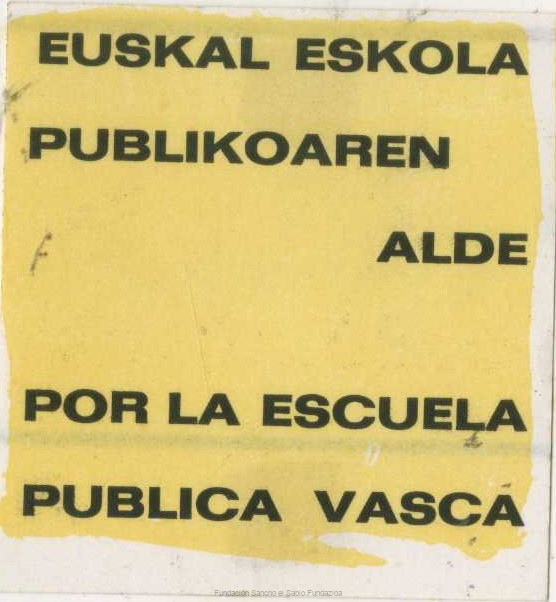 EUSKAL ESKOLA
PUBLIKOAREN
ALDE
POR LA ESCUELA
PUBLICA VASCA
Fundación Sancho el Sabio Fundazioa